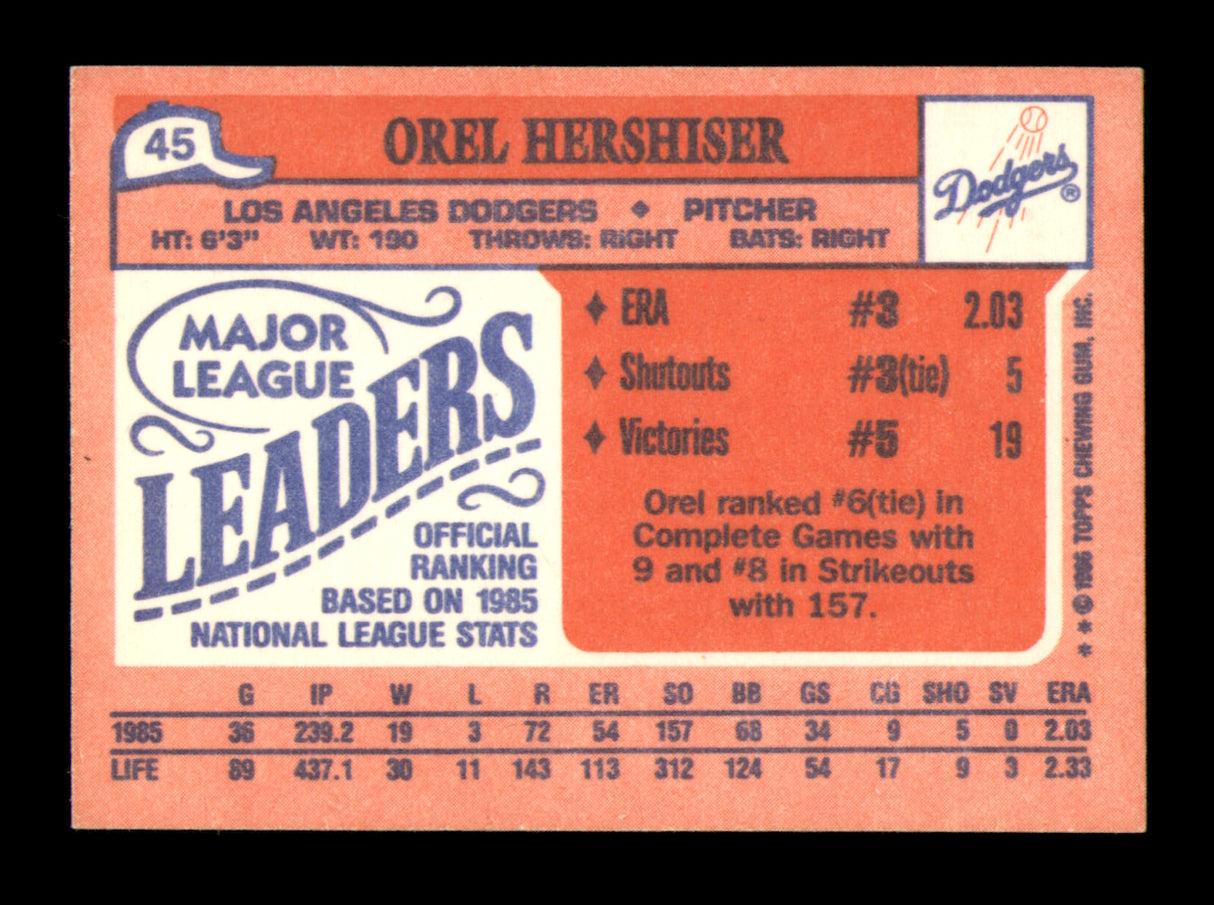 45
OREL HERSHISER
Dodgers®
LOS ANGELES DODGERS ♦ PITCHER
HT: 6'3" WT: 190 THROWS: RIGHT BATS: RIGHT
MAJOR
LEAGUE
LEADERS
OFFICIAL
RANKING
BASED ON 1985
NATIONAL LEAGUE STATS
♦ ERA #3 2.03
♦ Shutouts #3(tie) 5
♦ Victories #5 19
Orel ranked #6(tie) in
Complete Games with
9 and #8 in Strikeouts
with 157.
* * © 1986 TOPPS CHEWING GUM, INC.
G IP W L R ER SO BB GS CG SHO SV ERA
1985 36 239.2 19 3 72 54 157 68 34 9 5 0 2.03
LIFE 89 437.1 30 11 143 113 312 124 54 17 9 3 2.33